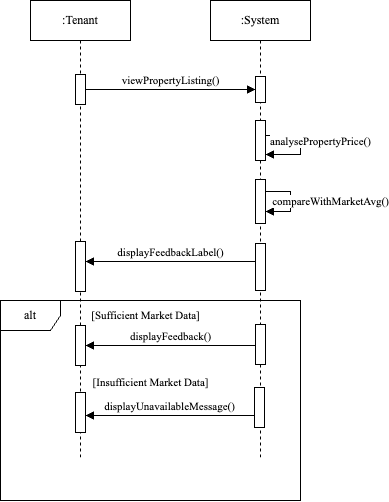 :Tenant
:System
viewPropertyListing()
analysePropertyPrice()
compareWithMarketAvg()
displayFeedbackLabel()
alt
[Sufficient Market Data]
displayFeedback()
[Insufficient Market Data]
displayUnavailableMessage()